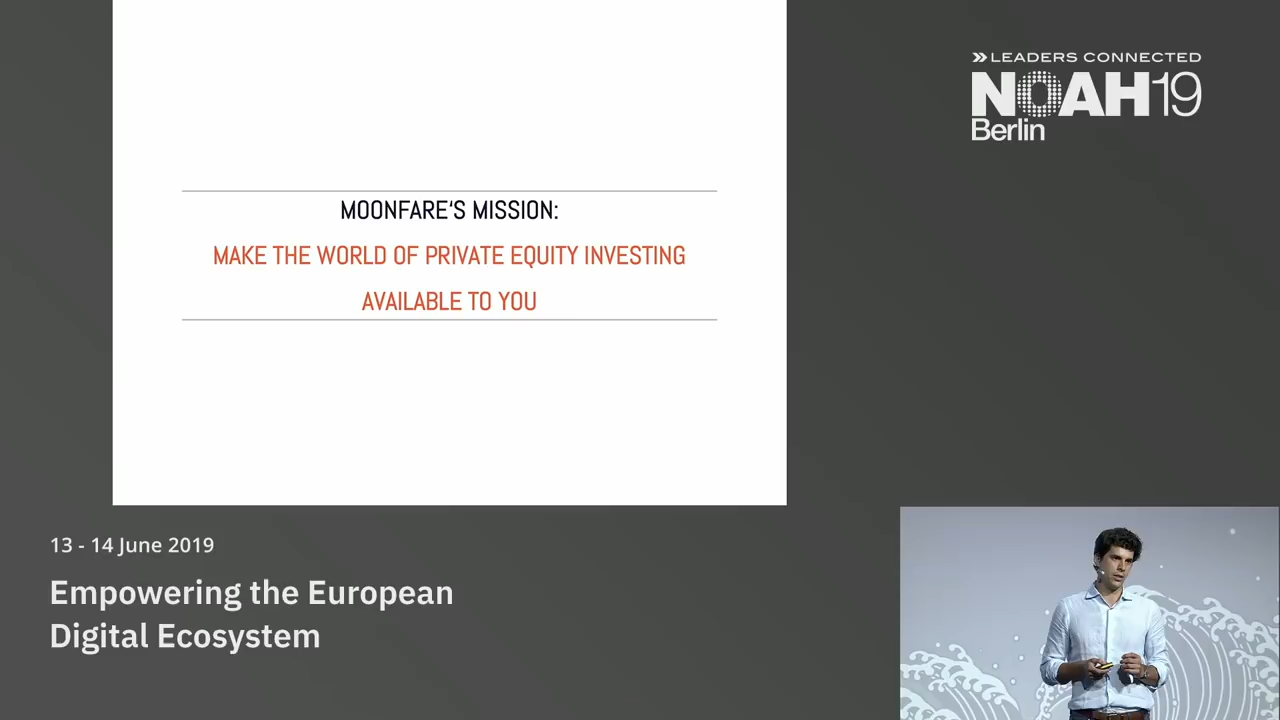 MOONFARE'S MISSION:
MAKE THE WORLD OF PRIVATE EQUITY INVESTING
AVAILABLE TO YOU
LEADERS CONNECTED
NOAH19
Berlin
13 - 14 June 2019
Empowering the European
Digital Ecosystem